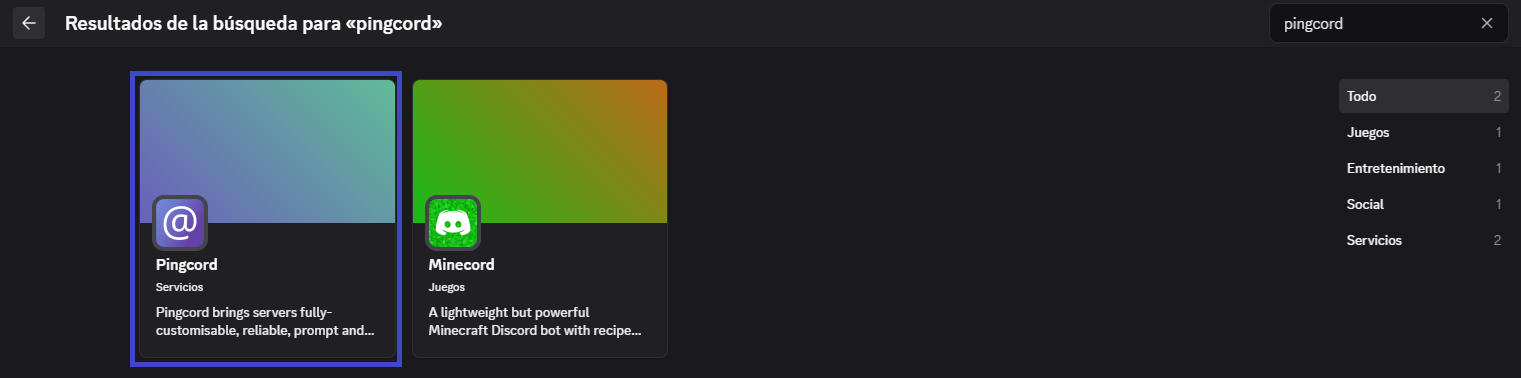 Resultados de la búsqueda para «pingcord»
pingcord
@
Pingcord
Servicios
Pingcord brings servers fully-
customisable, reliable, prompt and...
Minecord
Juegos
A lightweight but powerful
Minecraft Discord bot with recipe...
Todo 2
Juegos 1
Entretenimiento 1
Social 1
Servicios 2